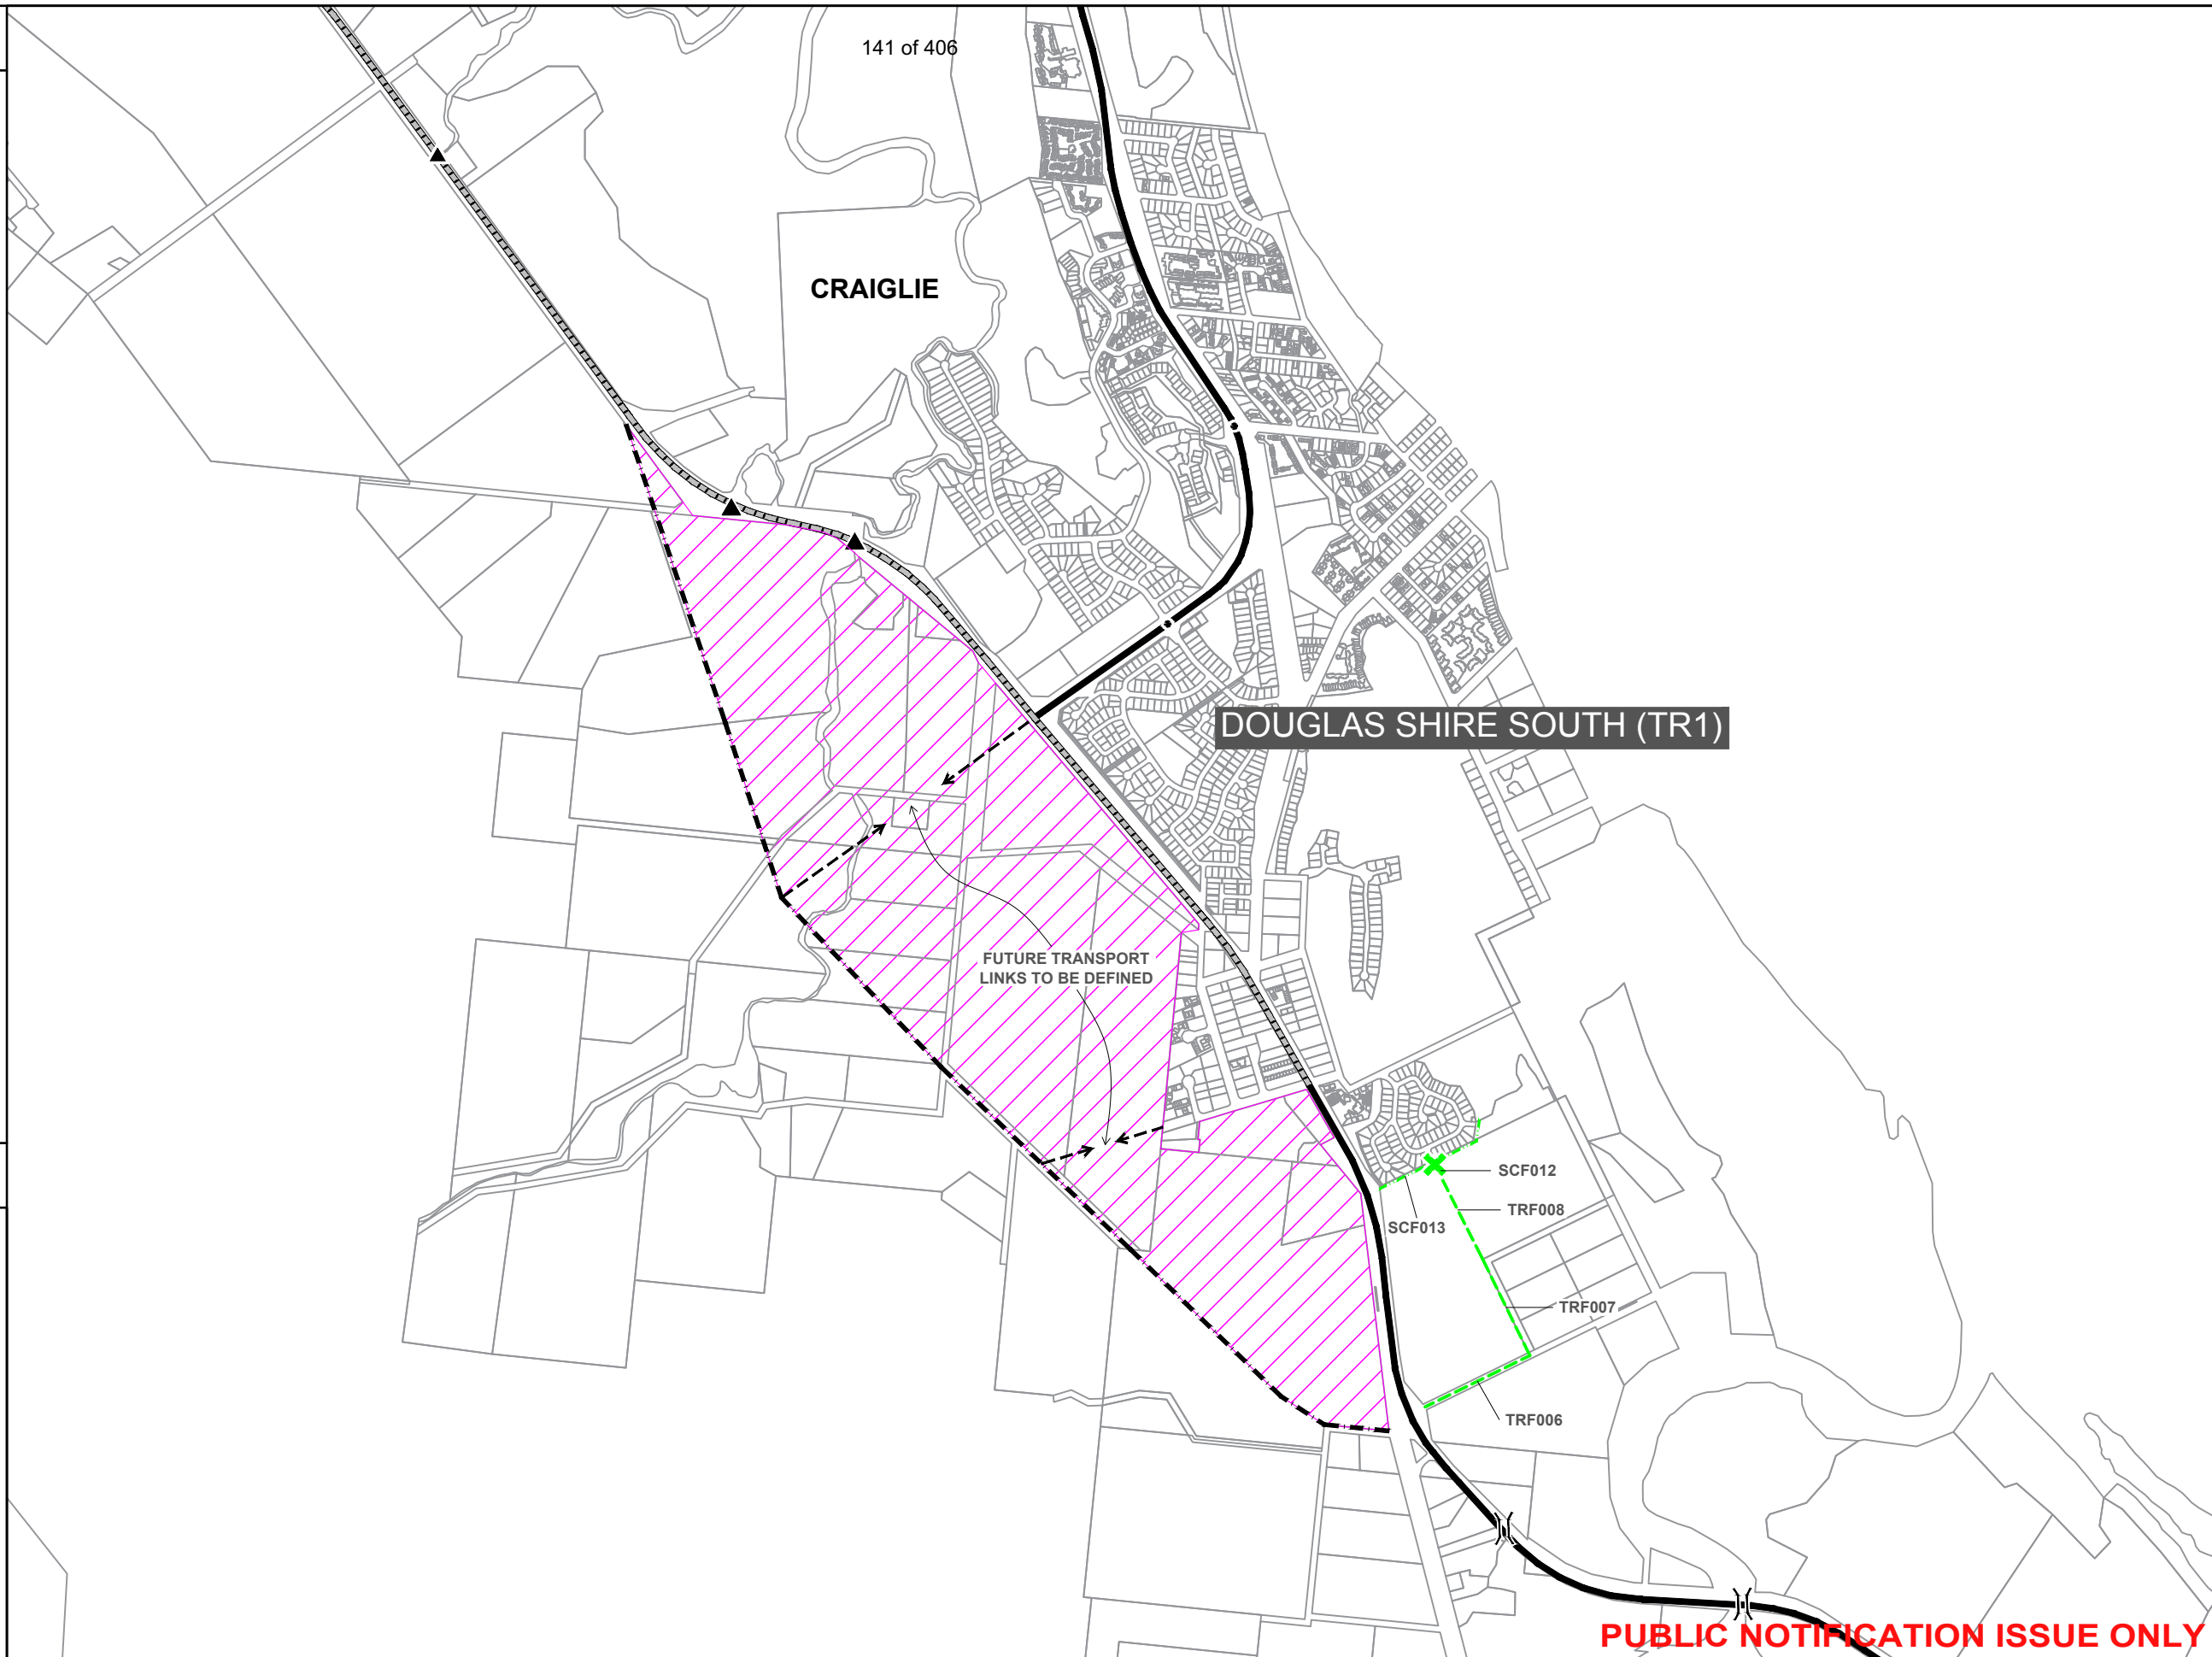 141 of 406
CRAIGLIE
DOUGLAS SHIRE SOUTH (TR1)
FUTURE TRANSPORT
LINKS TO BE DEFINED
SCF012
TRF008
SCF013
TRF007
TRF006
PUBLIC NOTIFICATION ISSUE ONLY